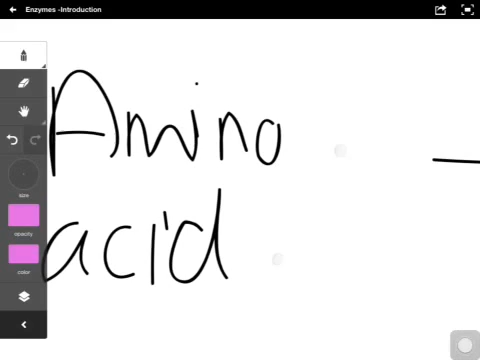 Enzymes -Introduction
Amino
acid
size
opacity
color